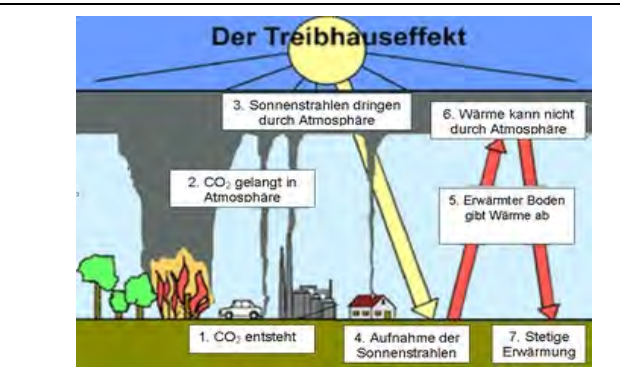 Der Treibhauseffekt
3. Sonnenstrahlen dringen
durch Atmosphäre
6. Wärme kann nicht
durch Atmosphäre
2. CO₂ gelangt in
Atmosphäre
5. Erwärmter Boden
gibt Wärme ab
1. CO₂ entsteht
4. Aufnahme der
Sonnenstrahlen
7. Stetige
Erwärmung